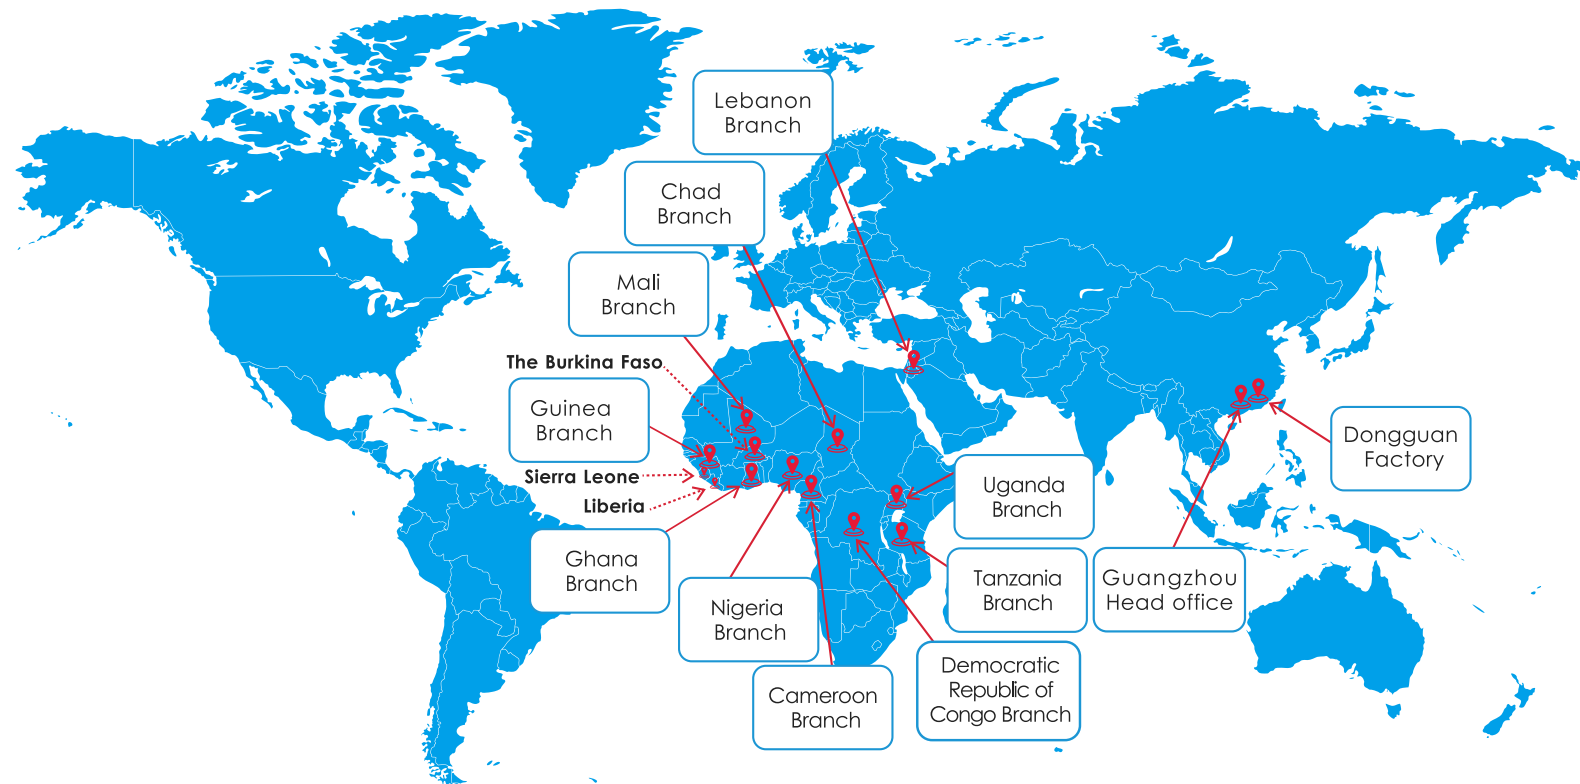 Lebanon
Branch
Chad
Branch
Mali
Branch
The Burkina Faso
Guinea
Branch
Sierra Leone
Liberia
Ghana
Branch
Nigeria
Branch
Cameroon
Branch
Democratic
Republic of
Congo Branch
Tanzania
Branch
Uganda
Branch
Guangzhou
Head office
Dongguan
Factory